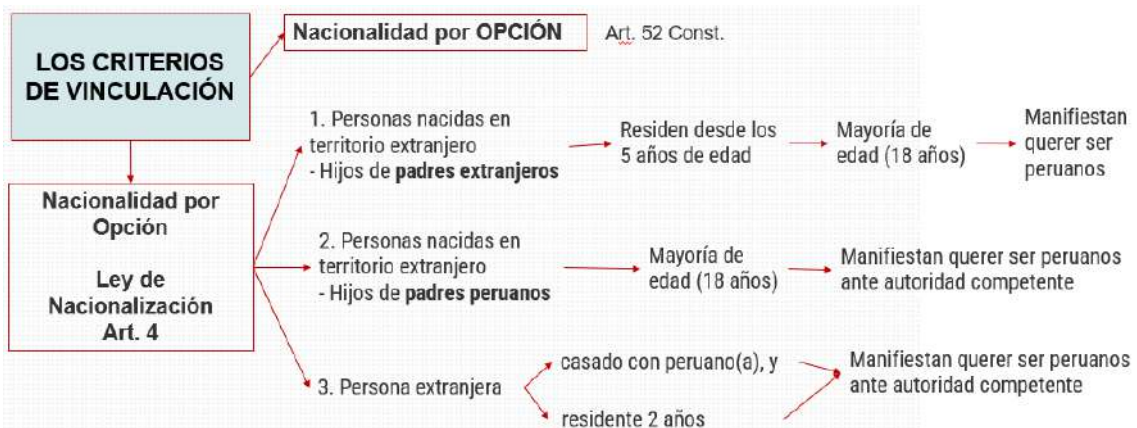 LOS CRITERIOS
DE VINCULACIÓN
Nacionalidad por OPCIÓN
Art. 52 Const.
Nacionalidad por
Opción
Ley de
Nacionalización
Art. 4
1. Personas nacidas en
territorio extranjero
- Hijos de padres extranjeros
Residen desde los
5 años de edad
Mayoría de
edad (18 años)
Manifiestan
querer ser
peruanos
2. Personas nacidas en
territorio extranjero
- Hijos de padres peruanos
Mayoría de
edad (18 años)
Manifiestan querer ser peruanos
ante autoridad competente
3. Persona extranjera
casado con peruano(a), y
residente 2 años
Manifiestan querer ser peruanos
ante autoridad competente